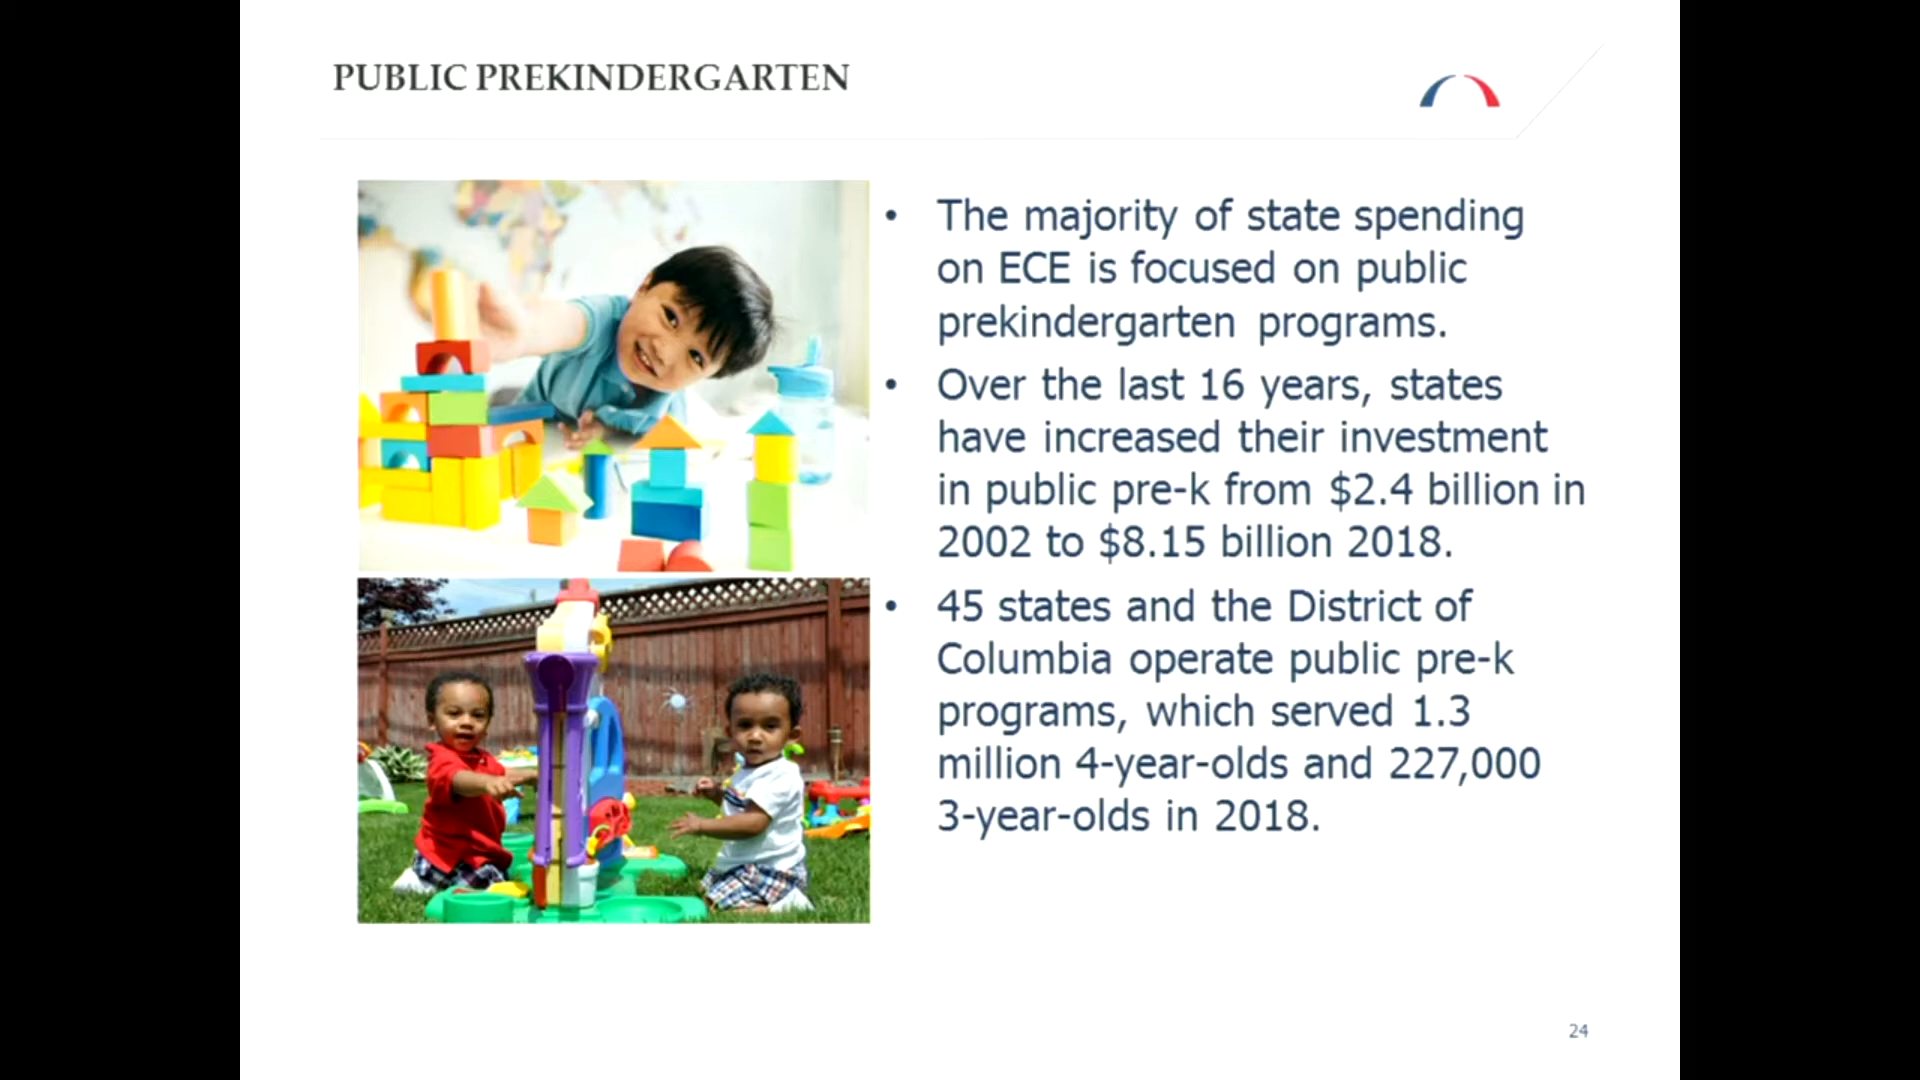 PUBLIC PREKINDERGARTEN
• The majority of state spending
on ECE is focused on public
prekindergarten programs.
• Over the last 16 years, states
have increased their investment
in public pre-k from $2.4 billion in
2002 to $8.15 billion 2018.
• 45 states and the District of
Columbia operate public pre-k
programs, which served 1.3
million 4-year-olds and 227,000
3-year-olds in 2018.
24